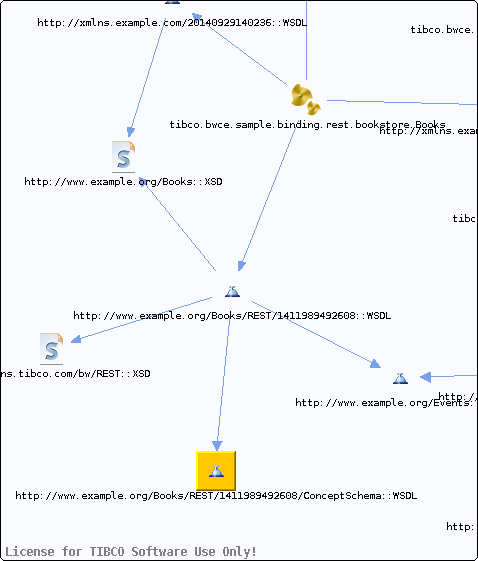 http://xmlns.example.com/20140929140236::WSDL
tibco.bwce.
tibco.bwce.sample.binding.rest.bookstore.Books
http://xmlns.exam
http://www.example.org/Books::XSD
tibc
http://www.example.org/Books/REST/1411989492608::WSDL
ns.tibco.com/bw/REST::XSD
http://
http://www.example.org/Events:
http://www.example.org/Books/REST/1411989492608/ConceptSchema::WSDL
http:
License for TIBCO Software Use Only!